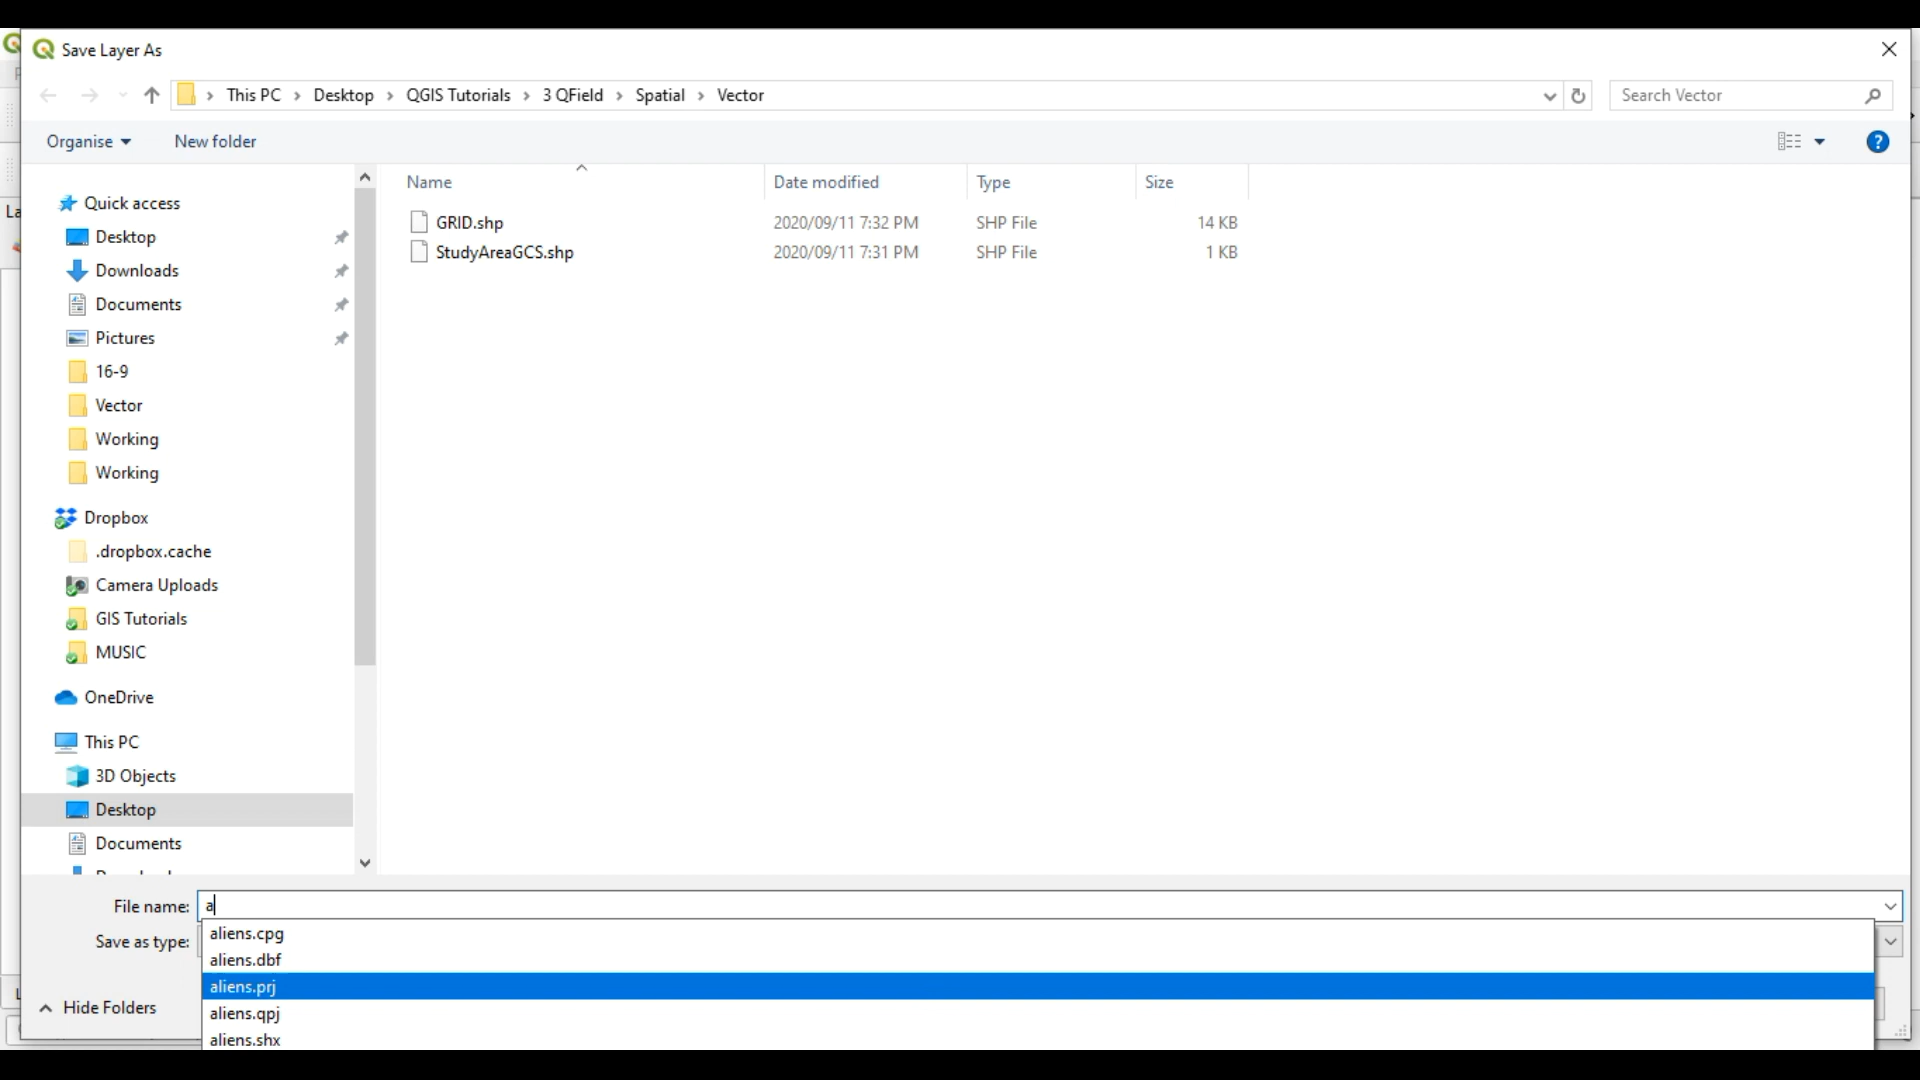 Save Layer As
This PC > Desktop > QGIS Tutorials > 3 QField > Spatial > Vector
Search Vector
Organise
New folder
Name
Date modified
Type
Size
GRID.shp 2020/09/11 7:32 PM SHP File 14 KB
StudyAreaGCS.shp 2020/09/11 7:31 PM SHP File 1 KB
Quick access
Desktop
Downloads
Documents
Pictures
16-9
Vector
Working
Working
Dropbox
.dropbox.cache
Camera Uploads
GIS Tutorials
MUSIC
OneDrive
This PC
3D Objects
Desktop
Documents
File name: a
Save as type:
aliens.cpg
aliens.dbf
aliens.prj
aliens.qpj
aliens.shx
Hide Folders